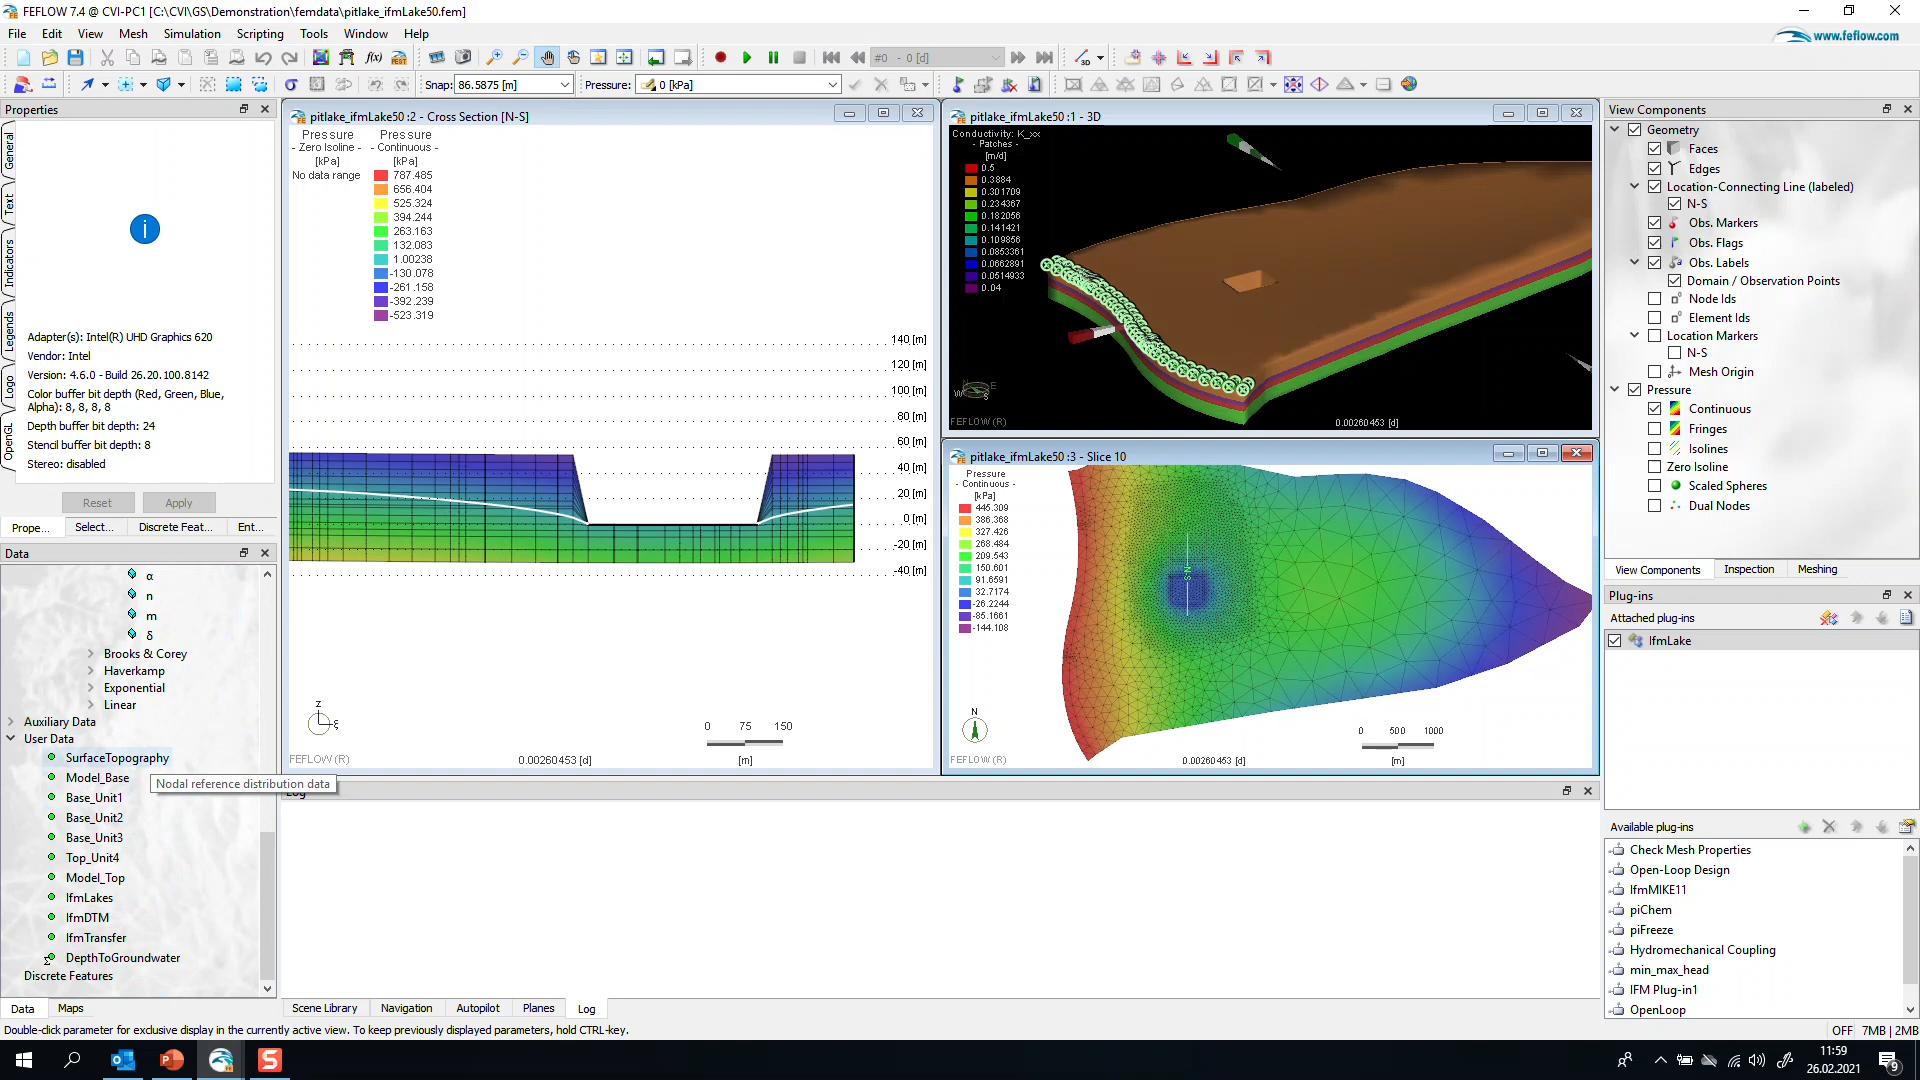 FEFLOW 7.4 @ CVI-PC1 [C:\CVI\GS\Demonstration\femdata\pitlake_ifmLake50.fem]
File Edit View Mesh Simulation Scripting Tools Window Help
www.feflow.com
#0 - 0 [d]
Snap: 86.5875 [m]
Pressure: 0 [kPa]
Properties
General
Text
Indicators
Legends
Logo
OpenGL
Adapter(s): Intel(R) UHD Graphics 620
Vendor: Intel
Version: 4.6.0 - Build 26.20.100.8142
Color buffer bit depth (Red, Green, Blue,
Alpha): 8, 8, 8, 8
Depth buffer bit depth: 24
Stencil buffer bit depth: 8
Stereo: disabled
Reset Apply
Prope... Select... Discrete Feat... Ent...
Data
α
n
m
δ
Brooks & Corey
Haverkamp
Exponential
Linear
Auxiliary Data
User Data
SurfaceTopography
Model_Base
Nodal reference distribution data
Base_Unit1
Base_Unit2
Base_Unit3
Top_Unit4
Model_Top
IfmLakes
IfmDTM
IfmTransfer
DepthToGroundwater
Discrete Features
Data Maps
pitlake_ifmLake50 :2 - Cross Section [N-S]
Pressure
- Zero Isoline -
[kPa]
No data range
Pressure
- Continuous -
[kPa]
787.485
656.404
525.324
394.244
263.163
132.083
1.00238
-130.078
-261.158
-392.239
-523.319
140 [m]
120 [m]
100 [m]
80 [m]
60 [m]
40 [m]
20 [m]
0 [m]
-20 [m]
-40 [m]
z
ξ
0 75 150
FEFLOW (R)
0.00260453 [d]
[m]
pitlake_ifmLake50 :1 - 3D
Conductivity: K_xx
- Patches -
[m/d]
0.5
0.3884
0.301709
0.234367
0.182056
0.141421
0.109856
0.0853361
0.0662891
0.0514933
0.04
W E
S
FEFLOW (R)
0.00260453 [d]
pitlake_ifmLake50 :3 - Slice 10
Pressure
- Continuous -
[kPa]
445.309
386.368
327.426
268.484
209.543
150.601
91.6591
32.7174
-26.2244
-85.1661
-144.108
N-S
N
0 500 1000
FEFLOW (R)
0.00260453 [d]
[m]
Log
Scene Library Navigation Autopilot Planes Log
View Components
Geometry
Faces
Edges
Location-Connecting Line (labeled)
N-S
Obs. Markers
Obs. Flags
Obs. Labels
Domain / Observation Points
Node Ids
Element Ids
Location Markers
N-S
Mesh Origin
Pressure
Continuous
Fringes
Isolines
Zero Isoline
Scaled Spheres
Dual Nodes
View Components Inspection Meshing
Plug-ins
Attached plug-ins
IfmLake
Available plug-ins
Check Mesh Properties
Open-Loop Design
IfmMIKE11
piChem
piFreeze
Hydromechanical Coupling
min_max_head
IFM Plug-in1
OpenLoop
Double-click parameter for exclusive display in the currently active view. To keep previously displayed parameters, hold CTRL-key.
OFF 7MB | 2MB
11:59
26.02.2021
9